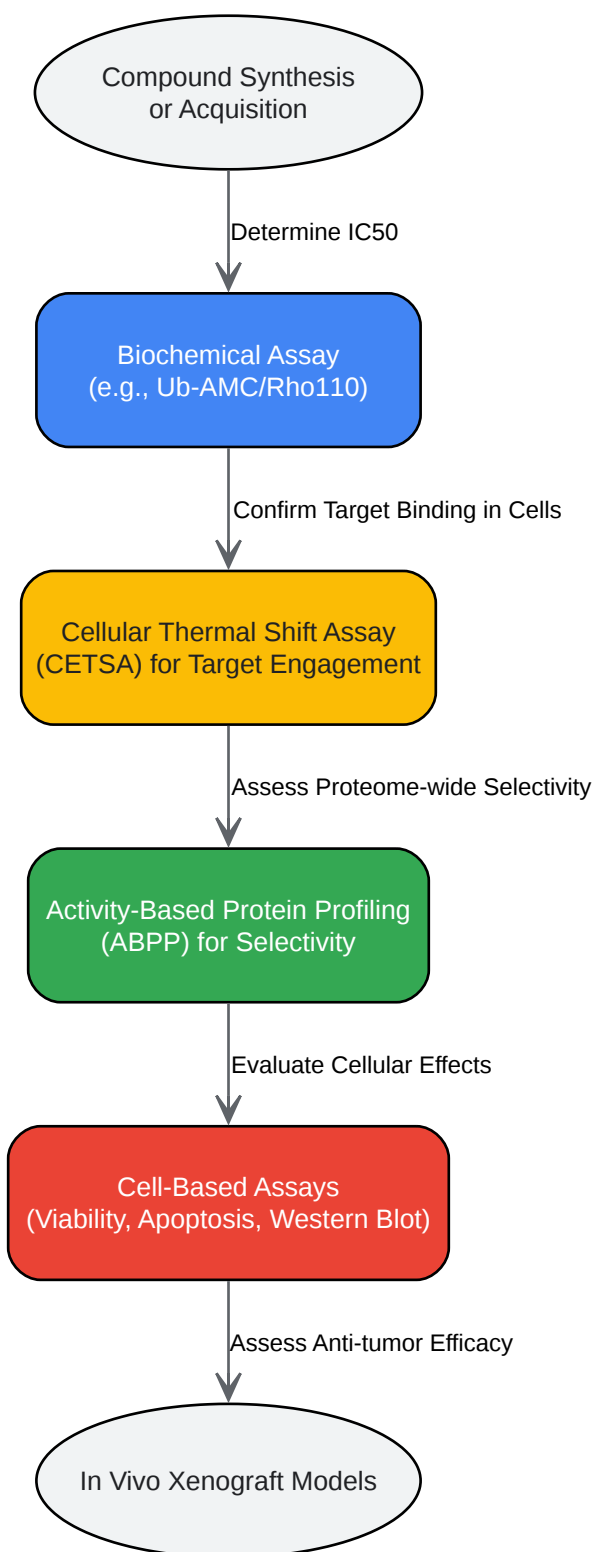 Compound Synthesis
or Acquisition
Determine IC50
Biochemical Assay
(e.g., Ub-AMC/Rho110)
Confirm Target Binding in Cells
Cellular Thermal Shift Assay
(CETSA) for Target Engagement
Assess Proteome-wide Selectivity
Activity-Based Protein Profiling
(ABPP) for Selectivity
Evaluate Cellular Effects
Cell-Based Assays
(Viability, Apoptosis, Western Blot)
Assess Anti-tumor Efficacy
In Vivo Xenograft Models